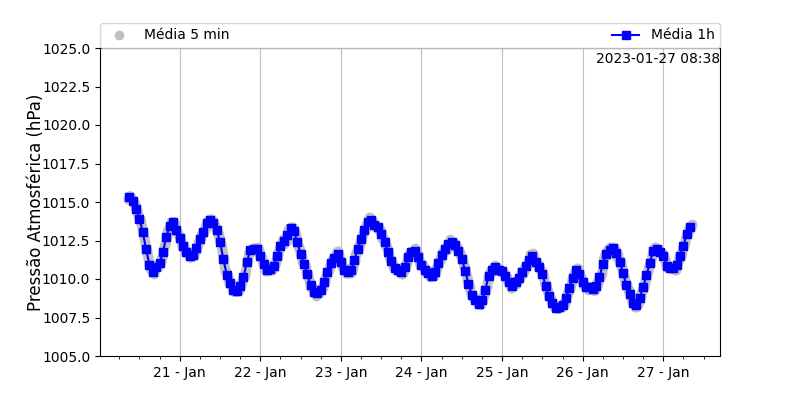 Média 5 min
Média 1h
2023-01-27 08:38
Pressão Atmosférica (hPa)
1025.0
1022.5
1020.0
1017.5
1015.0
1012.5
1010.0
1007.5
1005.0
21 - Jan
22 - Jan
23 - Jan
24 - Jan
25 - Jan
26 - Jan
27 - Jan